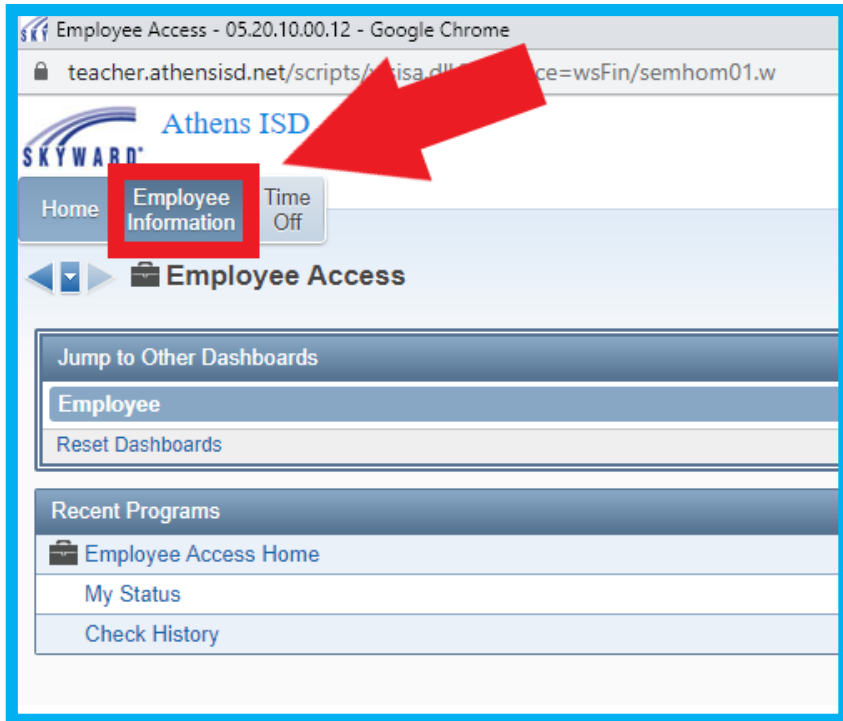 Employee Access - 05.20.10.00.12 - Google Chrome
teacher.athensisd.net/scripts/ ce=wsFin/semhom01.w
Athens ISD
SKYWARD
Home
Employee
Information
Time
Off
Employee Access
Jump to Other Dashboards
Employee
Reset Dashboards
Recent Programs
Employee Access Home
My Status
Check History